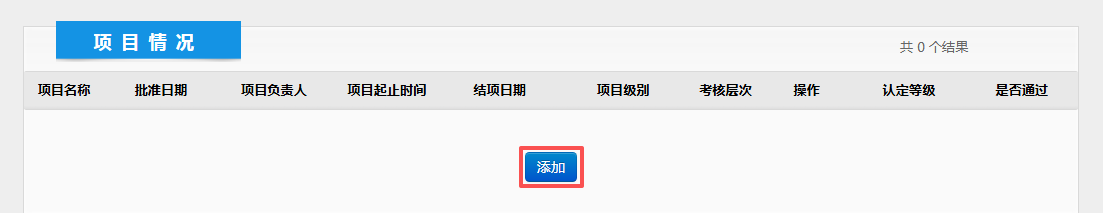 项目情况
共 0 个结果
项目名称 批准日期 项目负责人 项目起止时间 结项日期 项目级别 考核层次 操作 认定等级 是否通过
添加